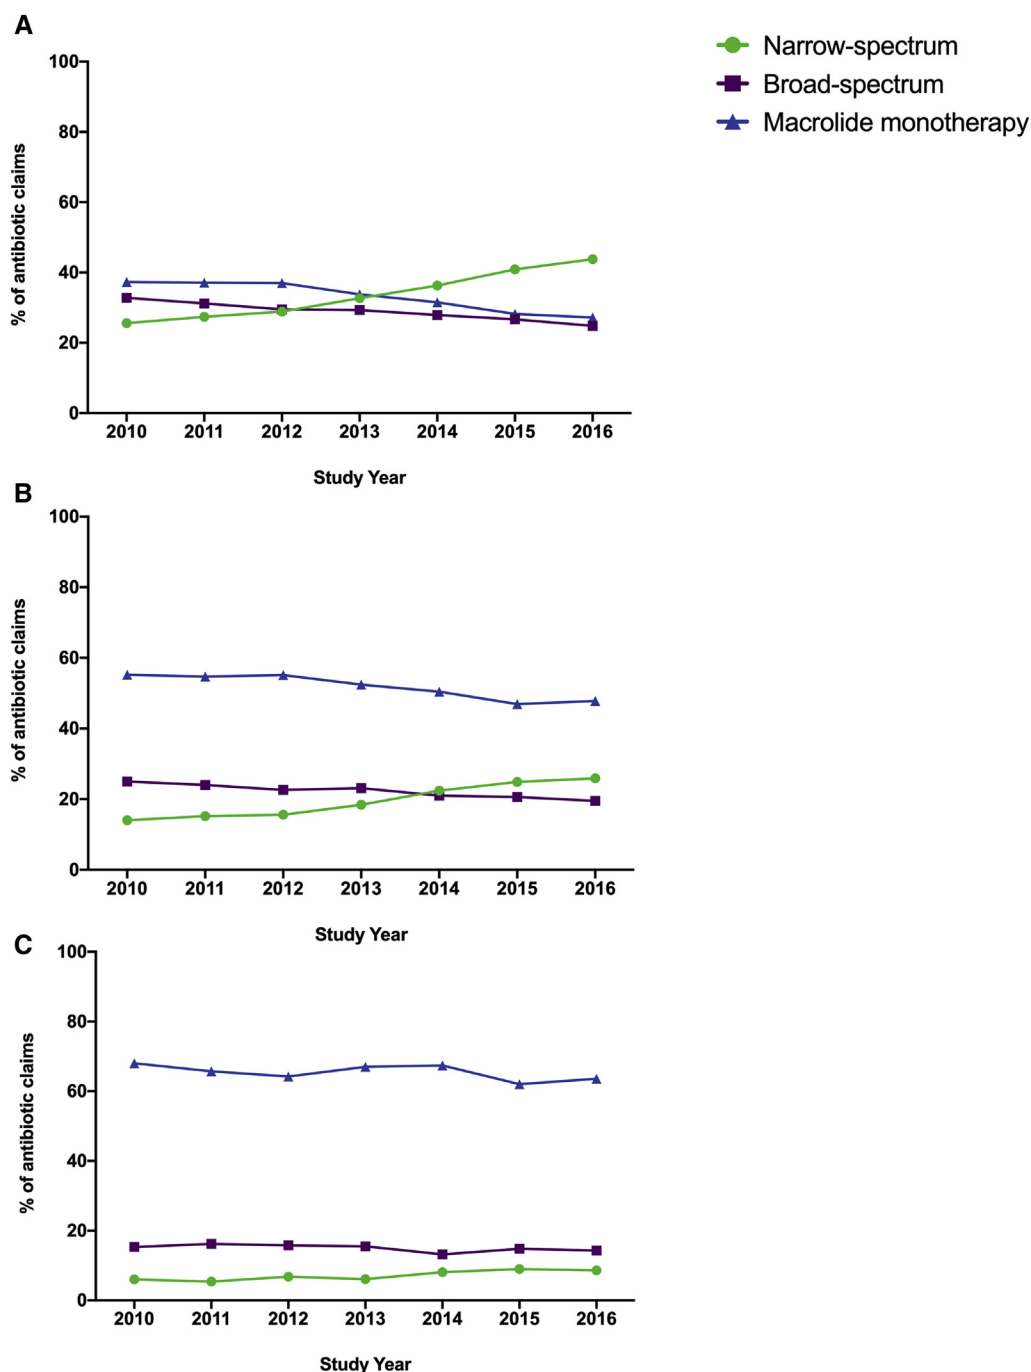 A
Narrow-spectrum
Broad-spectrum
Macrolide monotherapy
% of antibiotic claims
100
80
60
40
20
0
2010 2011 2012 2013 2014 2015 2016
Study Year
B
% of antibiotic claims
100
80
60
40
20
0
2010 2011 2012 2013 2014 2015 2016
Study Year
C
% of antibiotic claims
100
80
60
40
20
0
2010 2011 2012 2013 2014 2015 2016
Study Year